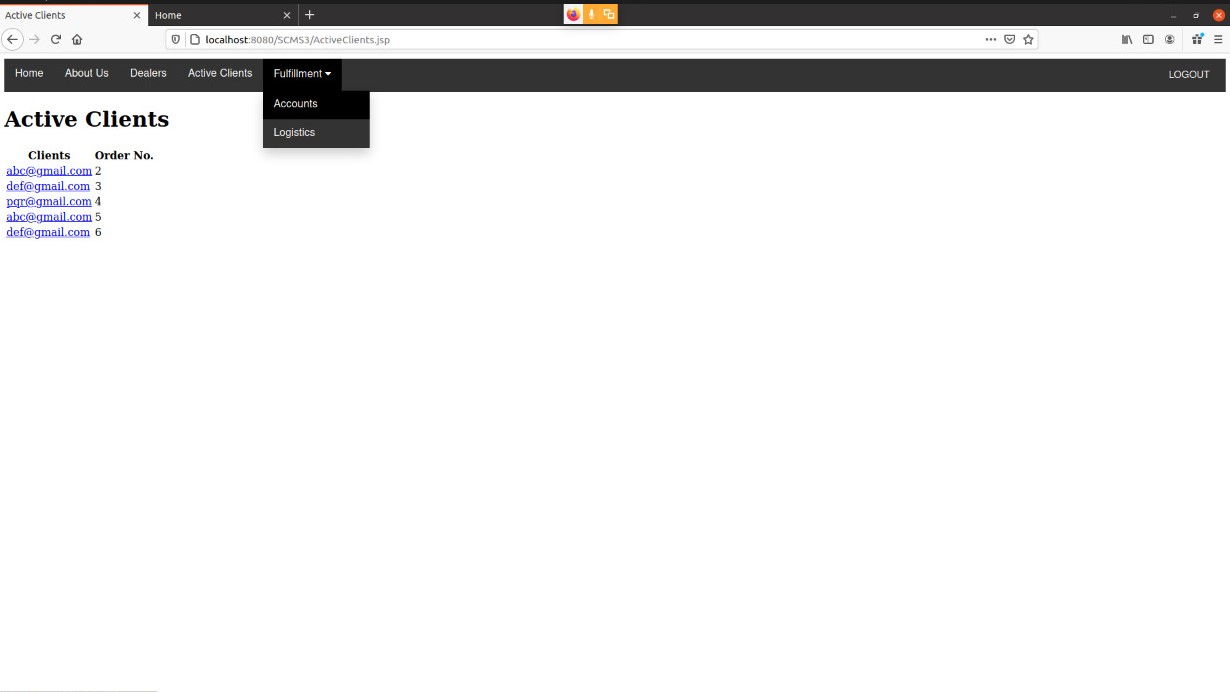 Active Clients Home
localhost:8080/SCMS3/ActiveClients.jsp
Home About Us Dealers Active Clients Fulfillment LOGOUT
Accounts
Logistics
Active Clients
Clients Order No.
abc@gmail.com 2
def@gmail.com 3
pqr@gmail.com 4
abc@gmail.com 5
def@gmail.com 6